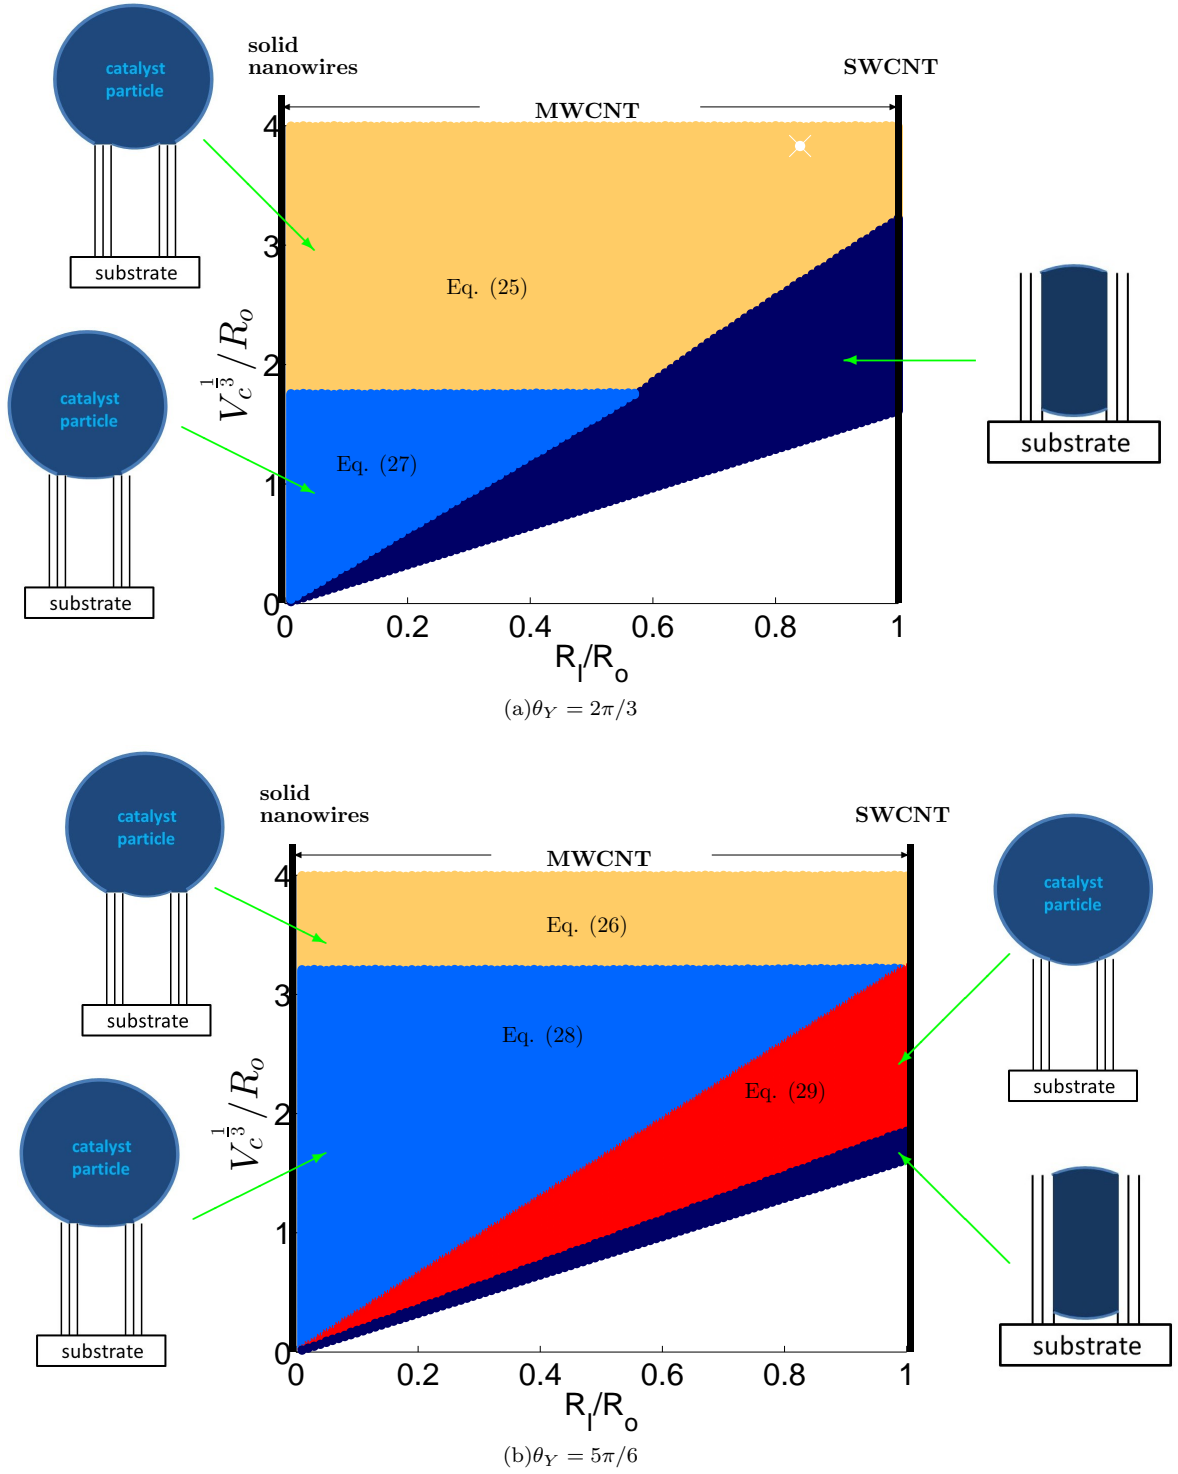 catalyst
particle
substrate
solid
nanowires
SWCNT
MWCNT
4
3
2
1
0
V_c^{1/3} / R_o
Eq. (25)
Eq. (27)
catalyst
particle
substrate
substrate
0 0.2 0.4 0.6 0.8 1
R_I/R_o
(a)θ_Y = 2π/3
catalyst
particle
substrate
solid
nanowires
SWCNT
MWCNT
4
3
2
1
0
V_c^{1/3} / R_o
Eq. (26)
Eq. (28)
Eq. (29)
catalyst
particle
substrate
catalyst
particle
substrate
substrate
0 0.2 0.4 0.6 0.8 1
R_I/R_o
(b)θ_Y = 5π/6